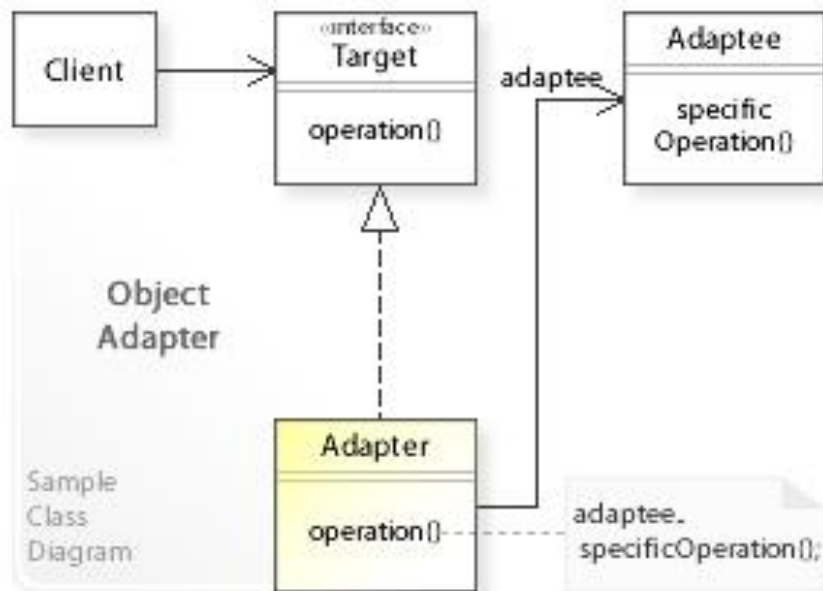 Client
«interface»
Target
operation()
adaptee
Adaptee
specific
Operation()
Object
Adapter
Adapter
operation()
adaptee.
specificOperation();
Sample
Class
Diagram